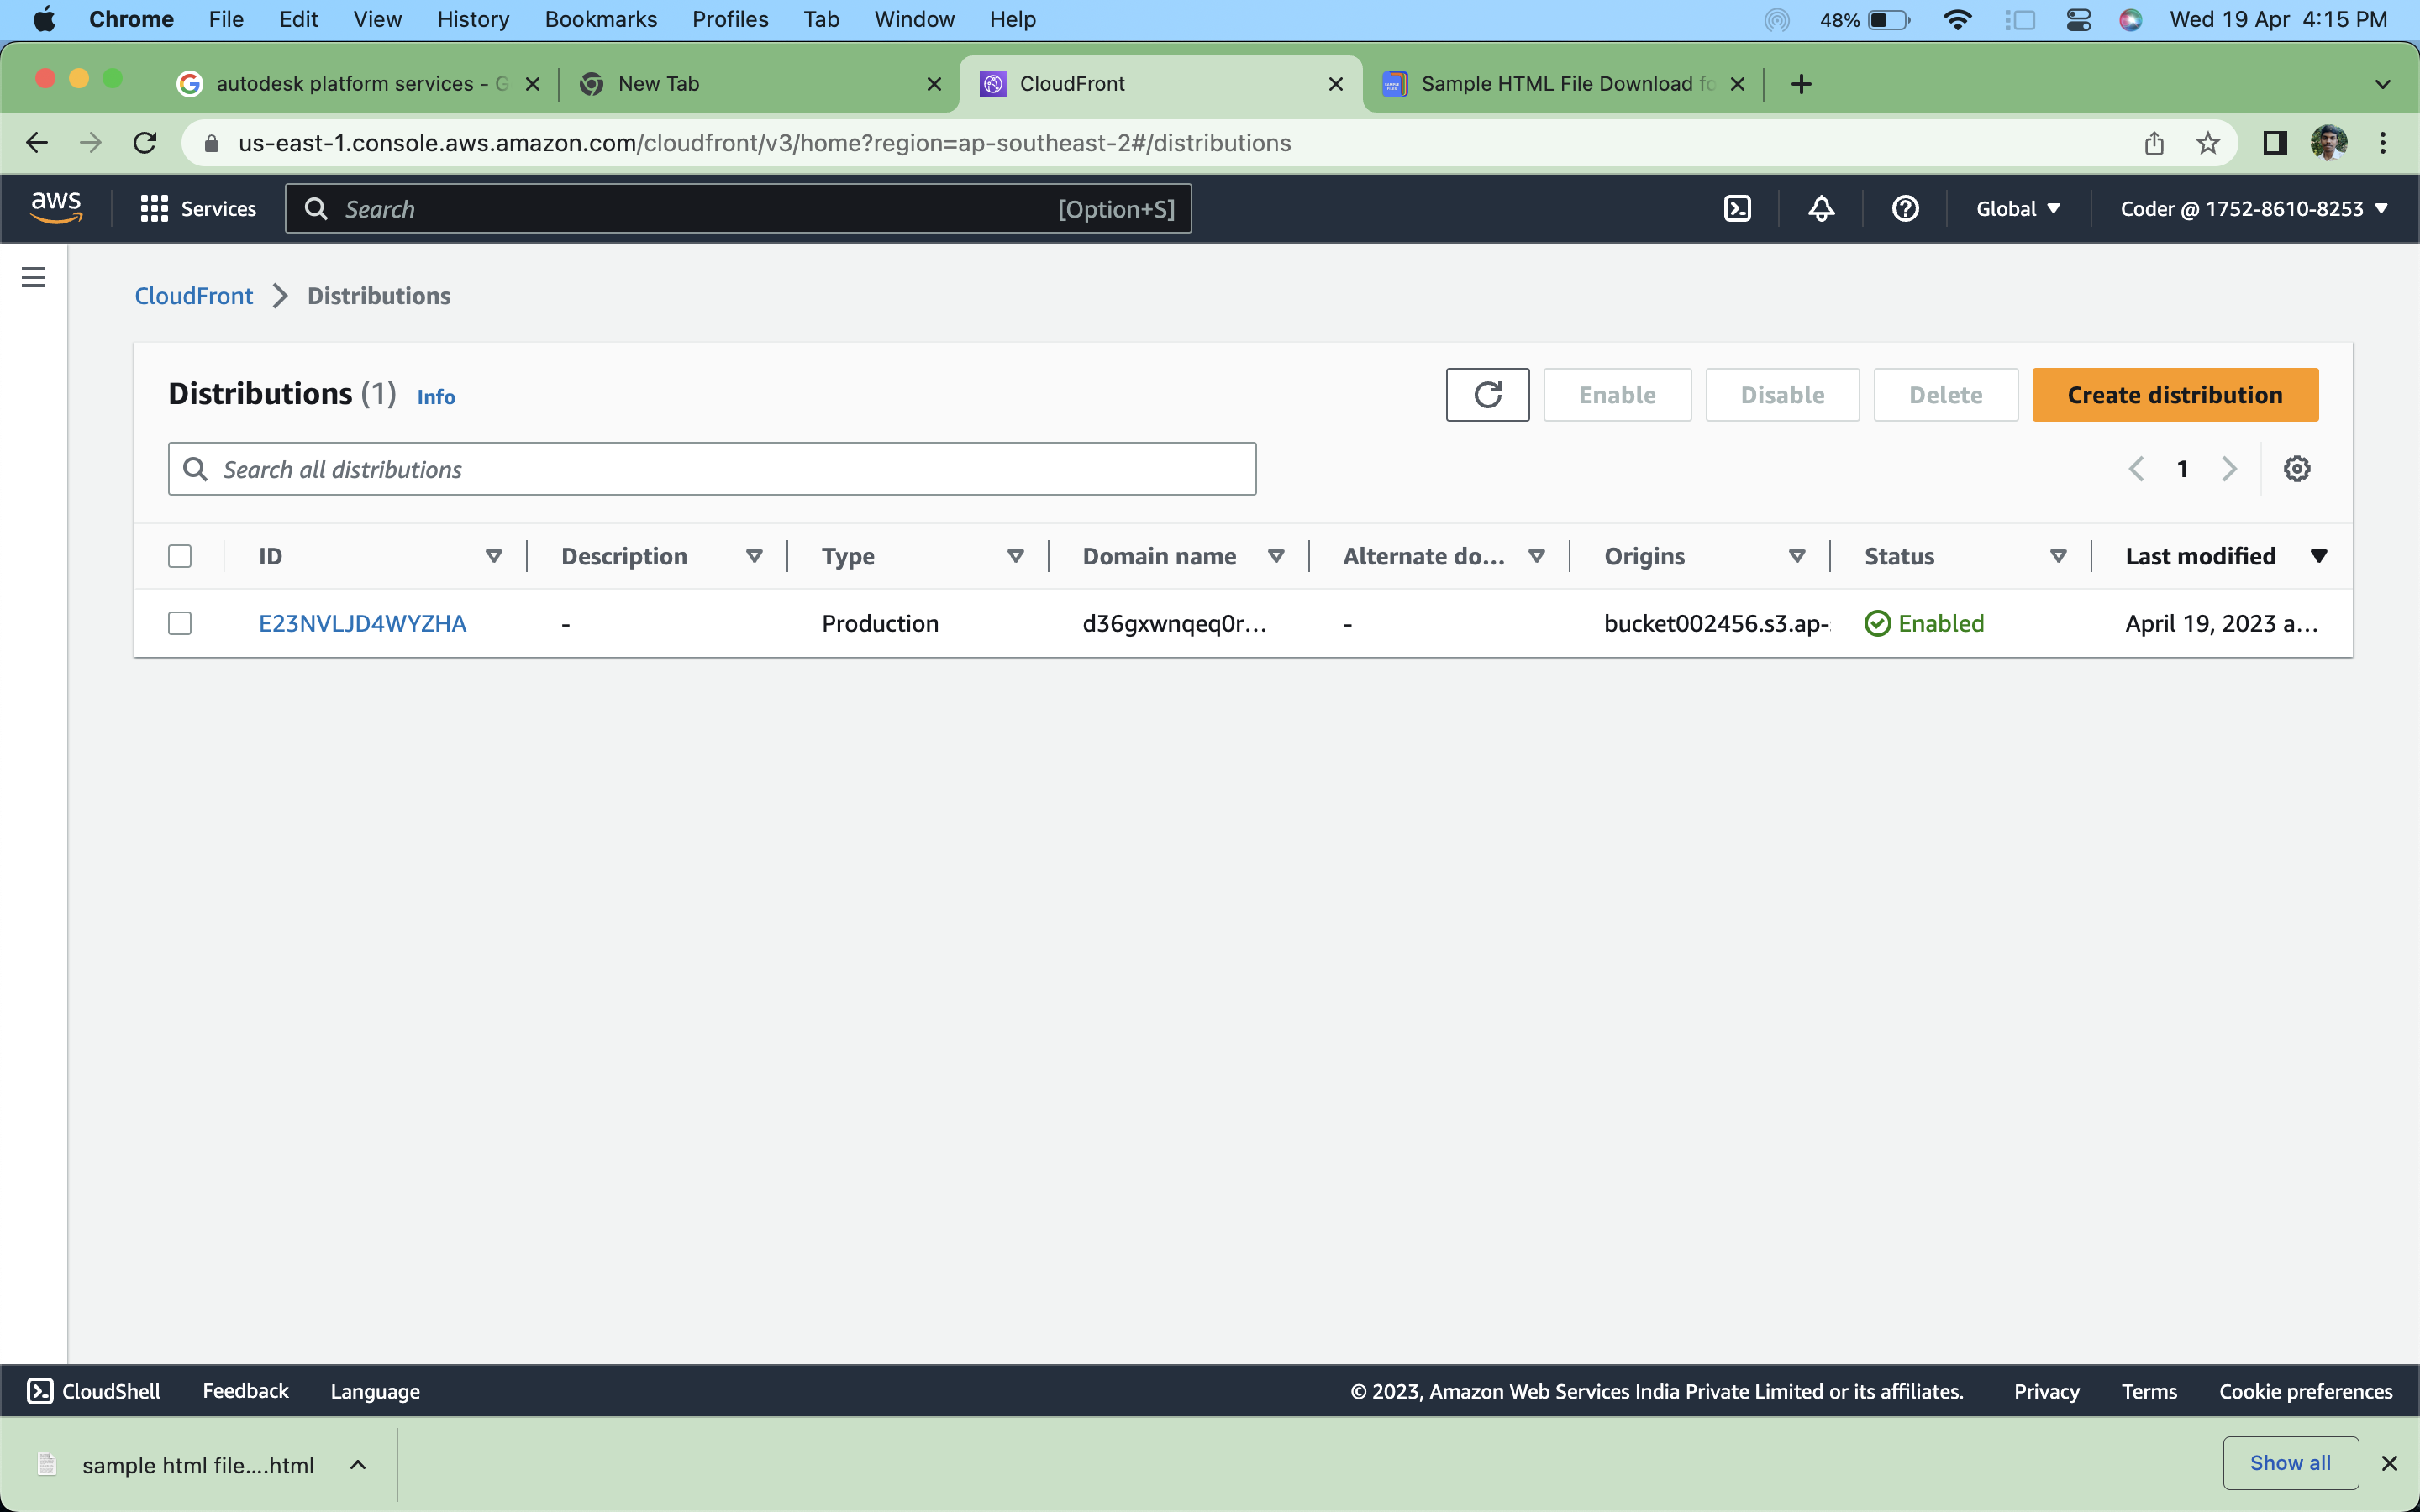 Chrome File Edit View History Bookmarks Profiles Tab Window Help 48% Wed 19 Apr 4:15 PM
autodesk platform services - G New Tab CloudFront Sample HTML File Download fo
us-east-1.console.aws.amazon.com/cloudfront/v3/home?region=ap-southeast-2#/distributions
aws Services Search [Option+S] Global Coder @ 1752-8610-8253
CloudFront Distributions
Distributions (1) Info Enable Disable Delete Create distribution
Search all distributions 1
ID Description Type Domain name Alternate do... Origins Status Last modified
E23NVLJD4WYZHA - Production d36gxwnqeq0r... - bucket002456.s3.ap- Enabled April 19, 2023 a...
CloudShell Feedback Language © 2023, Amazon Web Services India Private Limited or its affiliates. Privacy Terms Cookie preferences
sample html file....html Show all